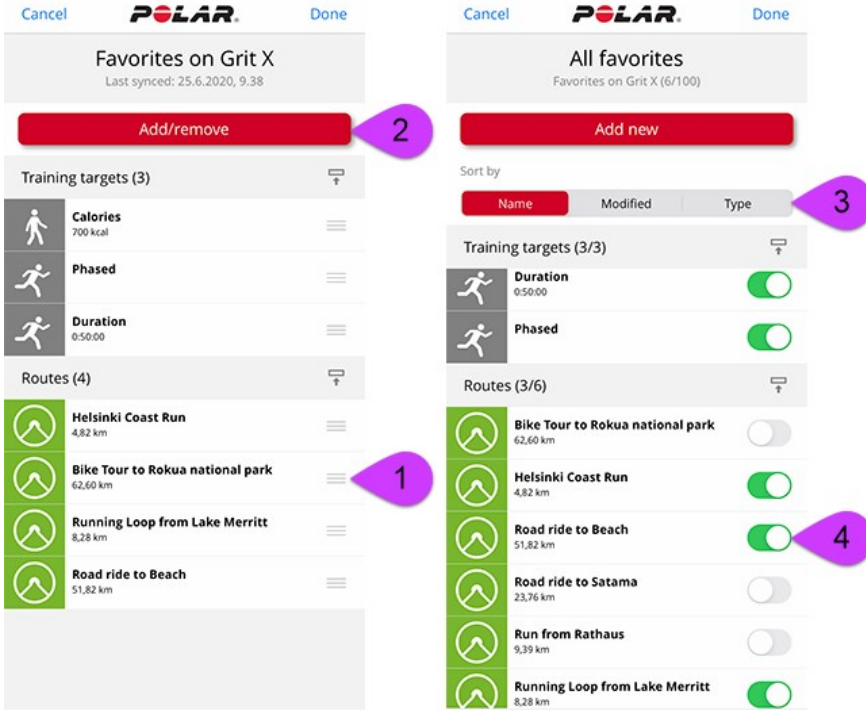 Cancel
POLAR.
Done
Favorites on Grit X
Last synced: 25.6.2020, 9.38
Add/remove
2
Training targets (3)
Calories
700 kcal
Phased
Duration
0:50:00
Routes (4)
Helsinki Coast Run
4,82 km
Bike Tour to Rokua national park
62,60 km
1
Running Loop from Lake Merritt
8,28 km
Road ride to Beach
51,82 km
Cancel
POLAR.
Done
All favorites
Favorites on Grit X (6/100)
Add new
Sort by
Name
Modified
Type
3
Training targets (3/3)
Duration
0:50:00
Phased
Routes (3/6)
Bike Tour to Rokua national park
62,60 km
Helsinki Coast Run
4,82 km
Road ride to Beach
51,82 km
4
Road ride to Satama
23,76 km
Run from Rathaus
9,39 km
Running Loop from Lake Merritt
8,28 km